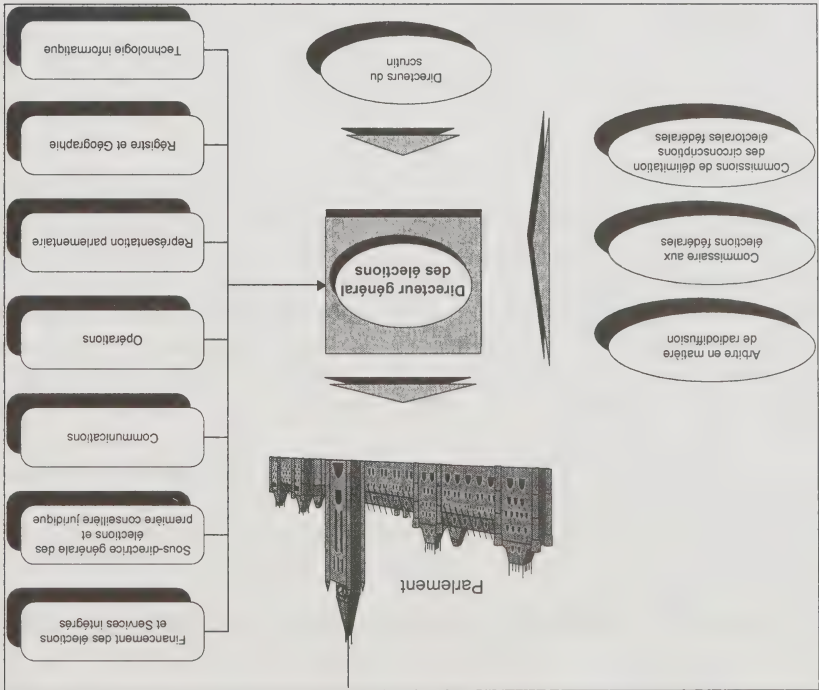 Parlement
Arbitre en matière
de radiodiffusion
Commissaire aux
élections fédérales
Commissions de délimitation
des circonscriptions
électorales fédérales
Directeur général
des élections
Directeurs du
scrutin
Financement des élections
et Services intégrés
Sous-directrice générale des
élections et
première conseillère juridique
Communications
Opérations
Représentation parlementaire
Régistre et Géographie
Technologie informatique